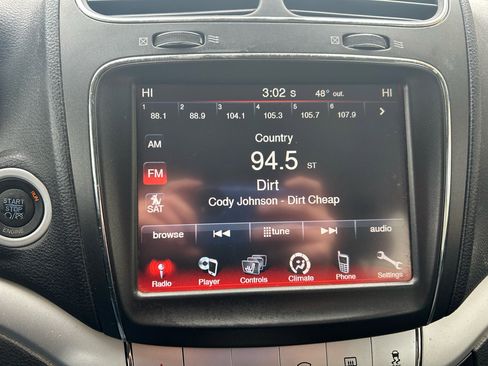 HI 3:02 S 48° out. HI
1 2 3 4 5 6
88.1 88.9 104.1 105.3 105.7 107.9
AM
Country
94.5 ST
FM
Dirt
SAT
Cody Johnson - Dirt Cheap
browse tune audio
Radio Player Controls Climate Phone Settings
RUN
START
STOP
ENGINE